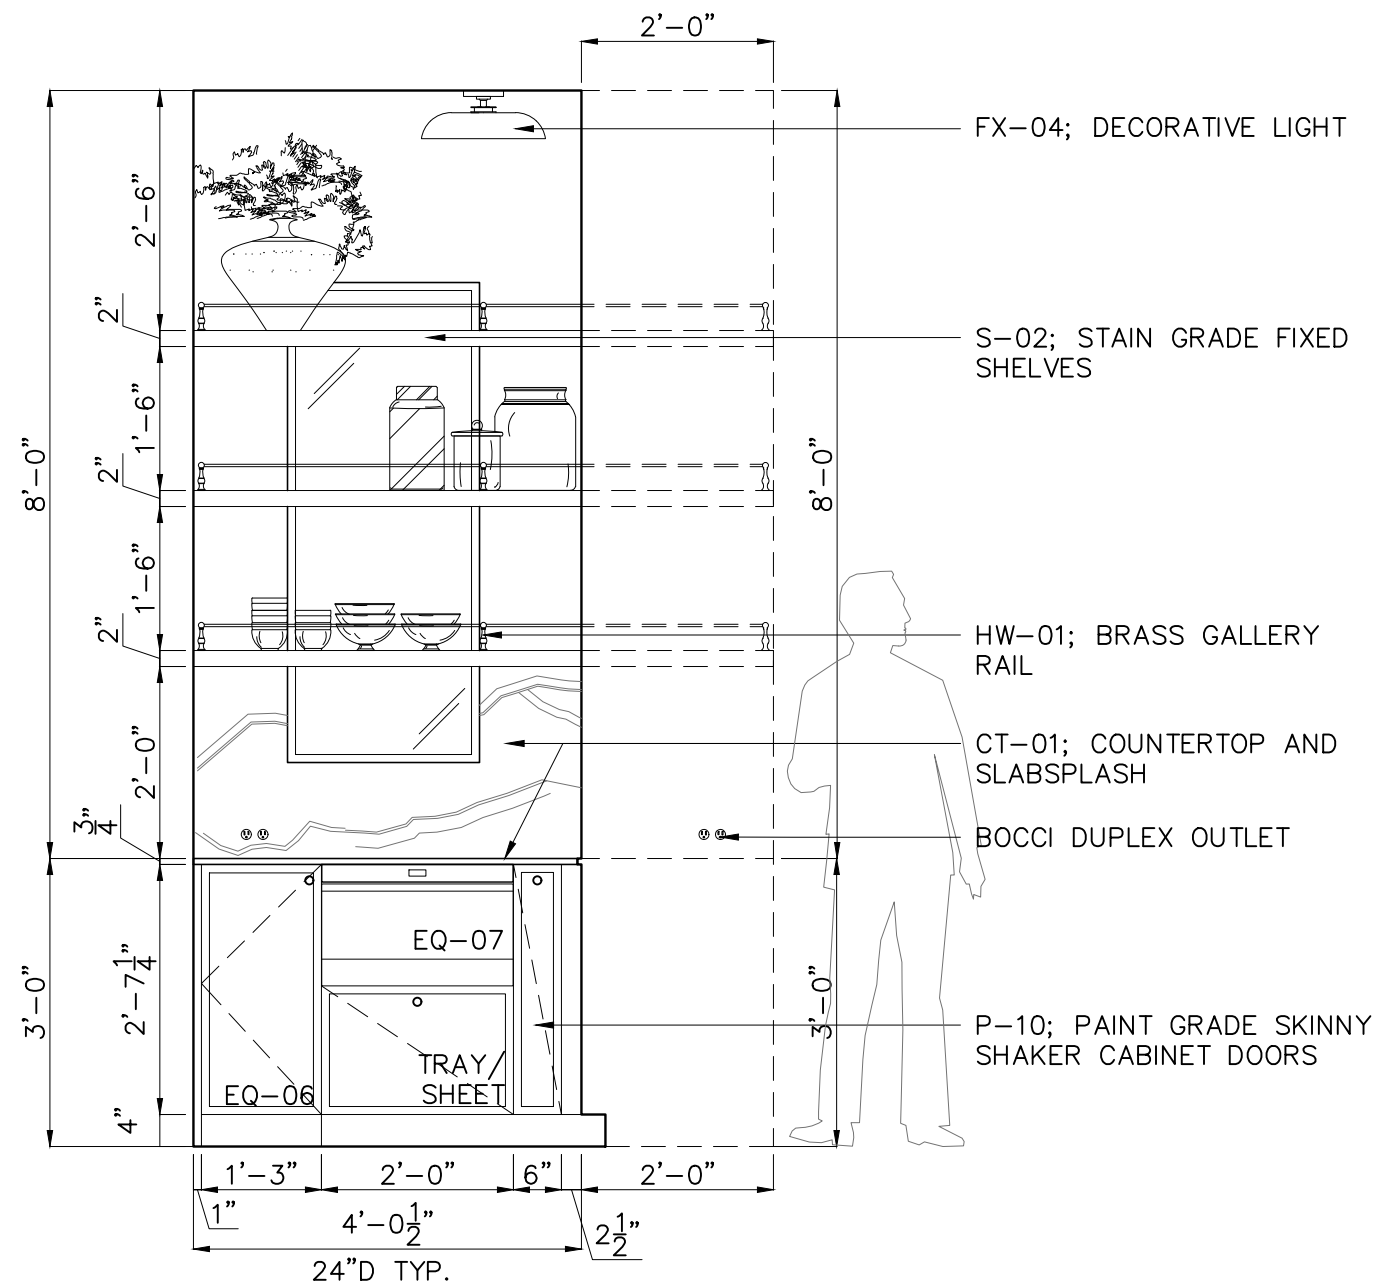 2'-0"
FX-04; DECORATIVE LIGHT
2'-6"
2"
S-02; STAIN GRADE FIXED
SHELVES
1'-6"
8'-0"
8'-0"
2"
1'-6"
2"
HW-01; BRASS GALLERY
RAIL
2'-0"
CT-01; COUNTERTOP AND
SLABSPLASH
3/4"
BOCCI DUPLEX OUTLET
EQ-07
2'-7 1/4"
3'-0"
3'-0"
P-10; PAINT GRADE SKINNY
SHAKER CABINET DOORS
TRAY/
SHEET
EQ-06
4"
1'-3" 2'-0" 6" 2'-0"
1"
4'-0 1/2"
2 1/2"
24"D TYP.